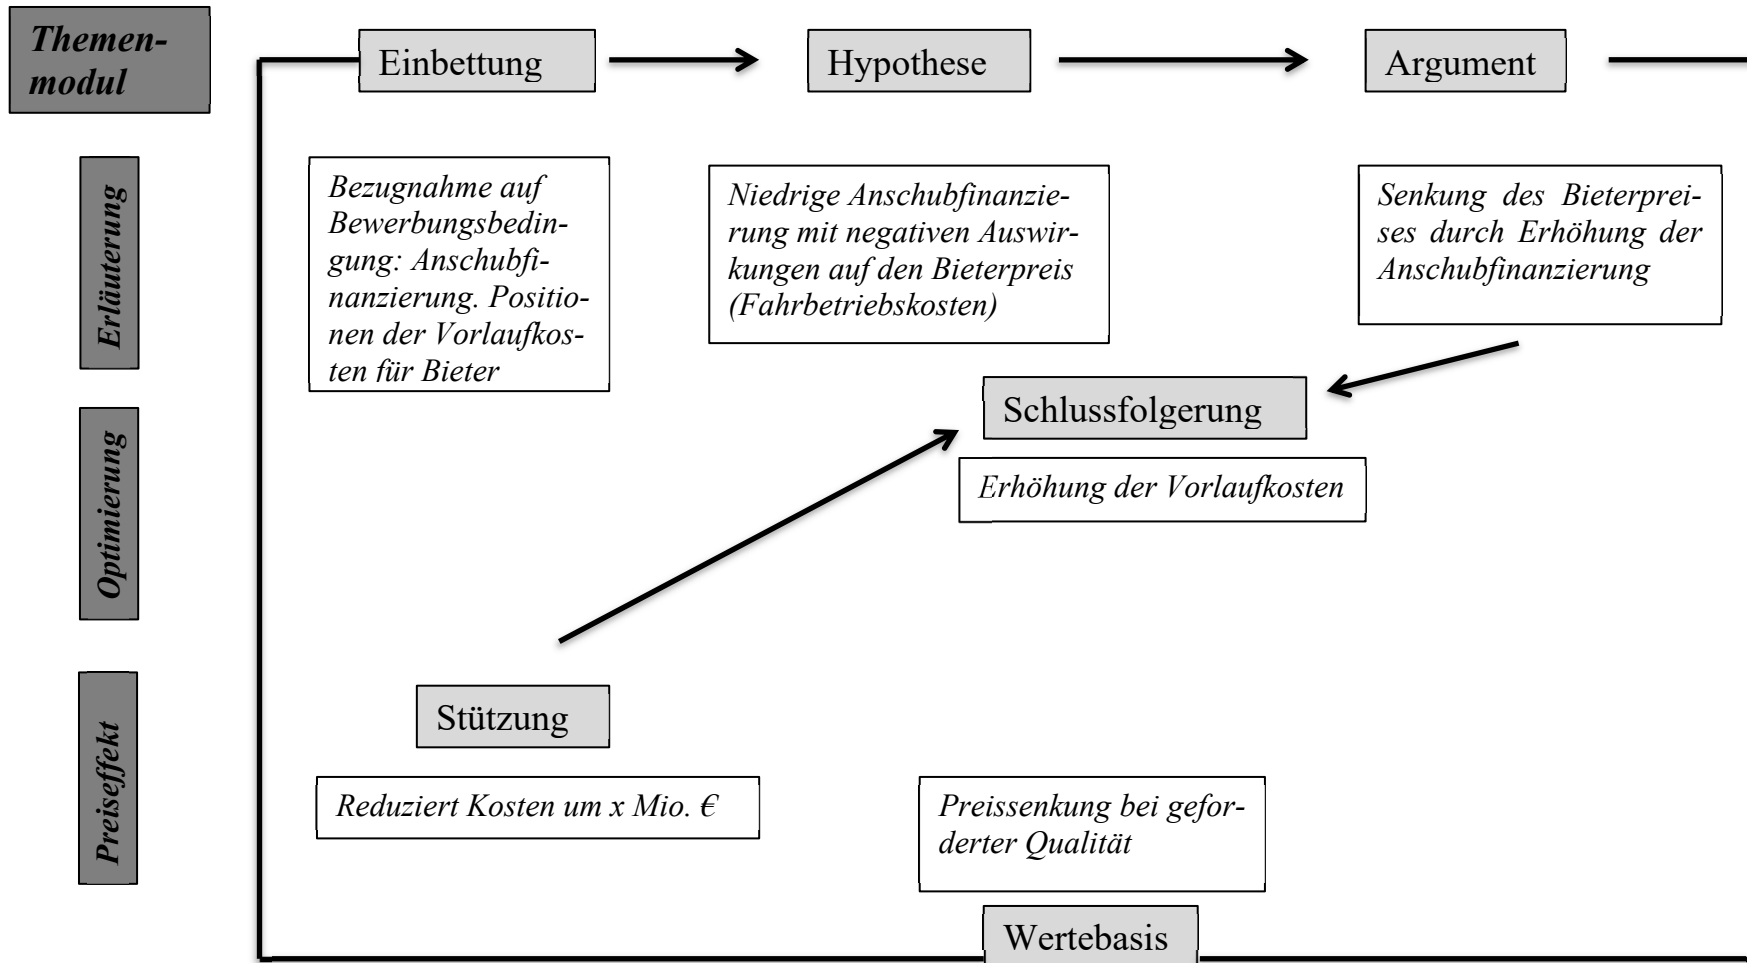 Themen-
modul
Einbettung
Hypothese
Argument
Erläuterung
Bezugnahme auf
Bewerbungsbedin-
gung: Anschubfi-
nanzierung. Positio-
nen der Vorlaufkos-
ten für Bieter
Niedrige Anschubfinanzie-
rung mit negativen Auswir-
kungen auf den Bieterpreis
(Fahrbetriebskosten)
Senkung des Bieterprei-
ses durch Erhöhung der
Anschubfinanzierung
Optimierung
Schlussfolgerung
Erhöhung der Vorlaufkosten
Preiseffekt
Stützung
Reduziert Kosten um x Mio. €
Preissenkung bei gefor-
derter Qualität
Wertebasis